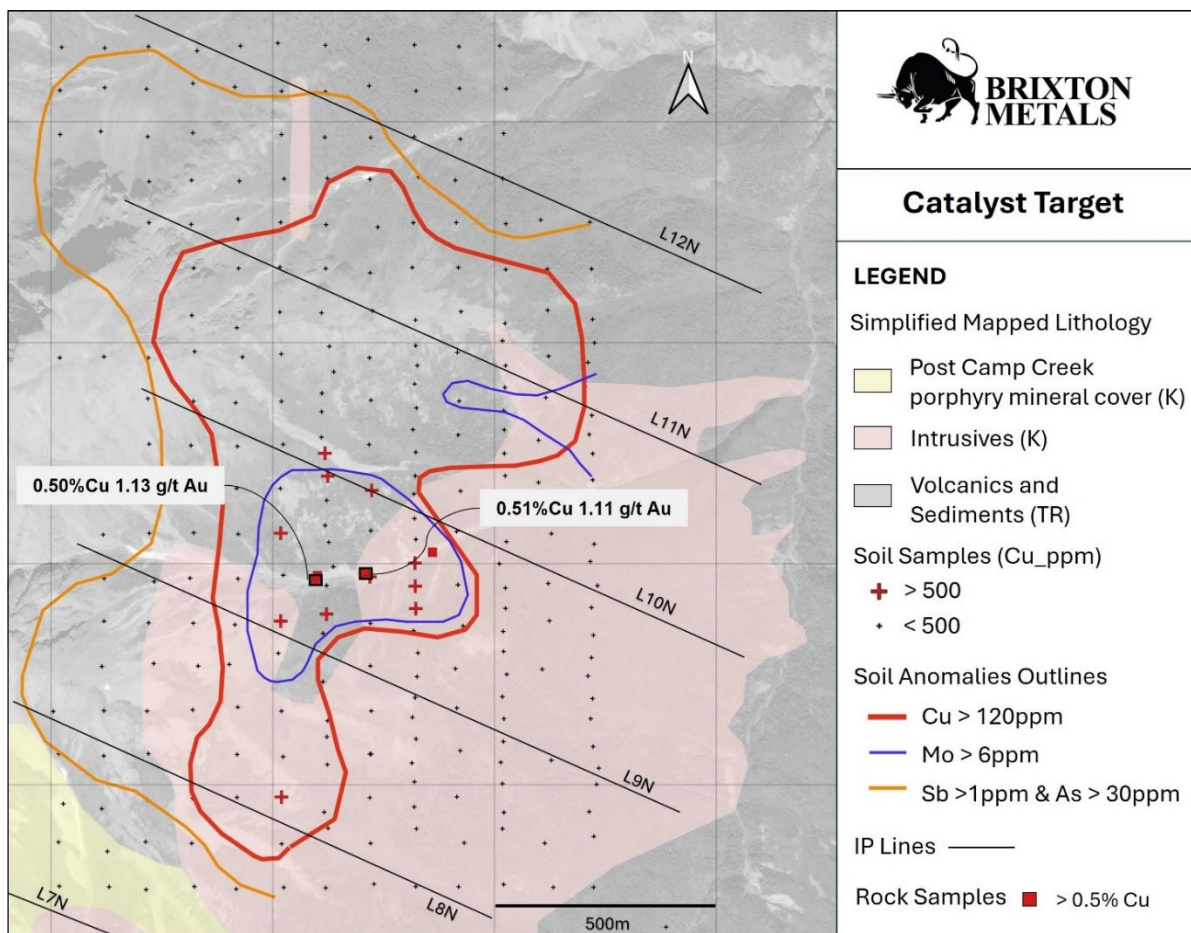 N
L12N
L11N
0.50%Cu 1.13 g/t Au
0.51%Cu 1.11 g/t Au
L10N
L9N
L8N
L7N
500m
BRIXTON
METALS
Catalyst Target
LEGEND
Simplified Mapped Lithology
Post Camp Creek
porphyry mineral cover (K)
Intrusives (K)
Volcanics and
Sediments (TR)
Soil Samples (Cu_ppm)
> 500
< 500
Soil Anomalies Outlines
Cu > 120ppm
Mo > 6ppm
Sb >1ppm & As > 30ppm
IP Lines
Rock Samples
> 0.5% Cu